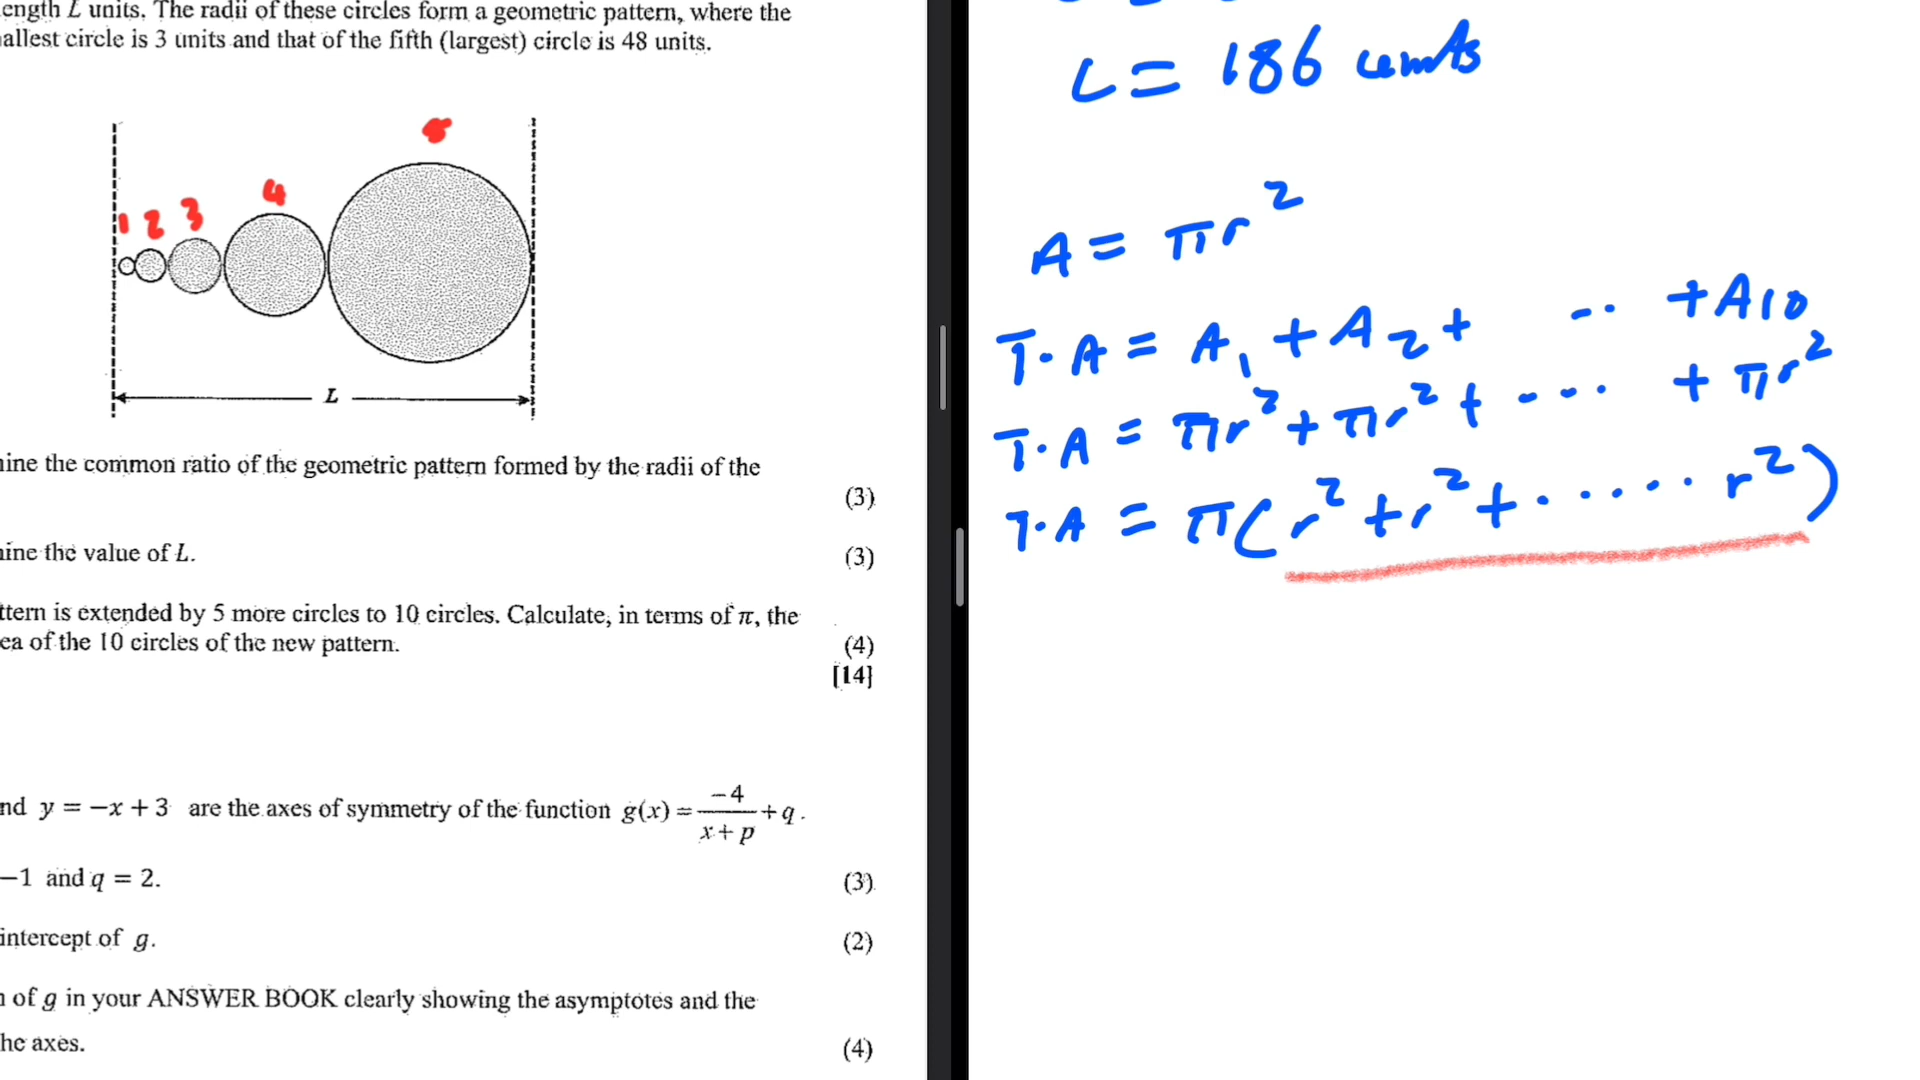 ength L units. The radii of these circles form a geometric pattern, where the
allest circle is 3 units and that of the fifth (largest) circle is 48 units.
1 2 3 4 5
L
ine the common ratio of the geometric pattern formed by the radii of the
(3)
ine the value of L.
(3)
ttern is extended by 5 more circles to 10 circles. Calculate, in terms of π, the
ea of the 10 circles of the new pattern.
(4)
[14]
nd y = −x + 3 are the axes of symmetry of the function g(x) = −4/(x + p) + q.
−1 and q = 2.
(3)
intercept of g.
(2)
of g in your ANSWER BOOK clearly showing the asymptotes and the
he axes.
(4)
L = 186 units
A = πr²
T·A = A₁ + A₂ + ·· + A10
T·A = πr² + πr² + ···· + πr²
T·A = π(r² + r² + ······ r²)